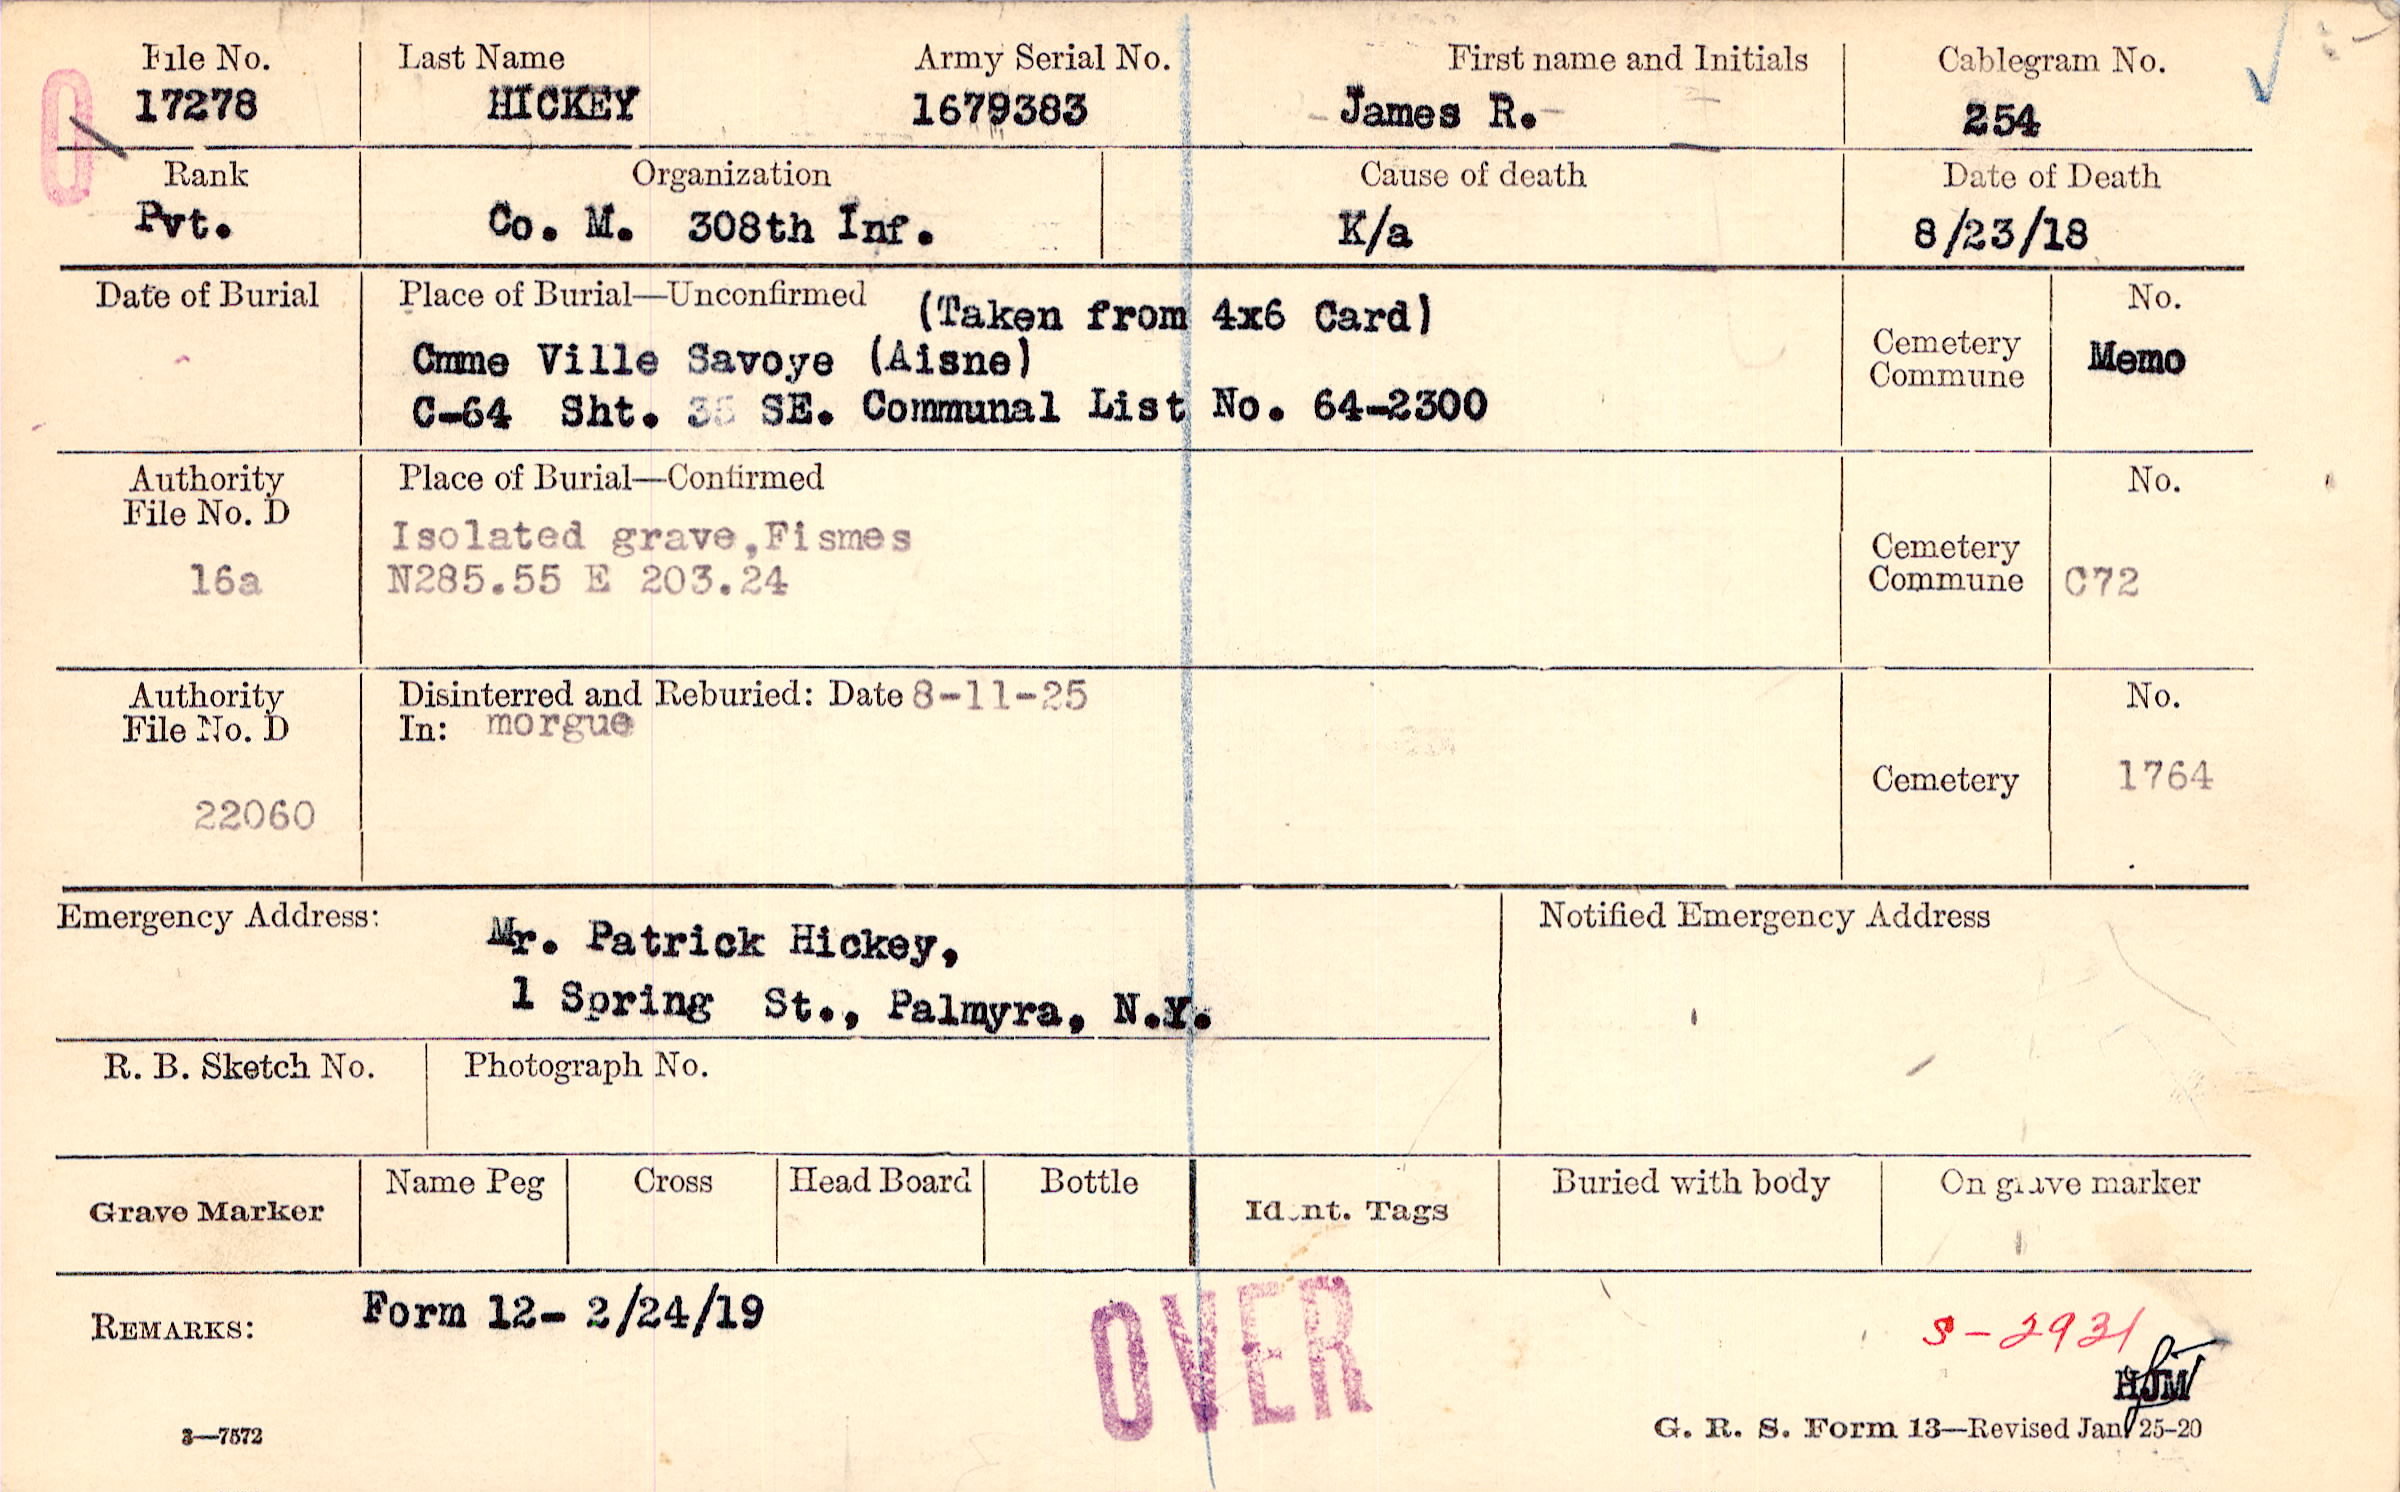 File No. Last Name Army Serial No. First name and Initials Cablegram No.
17278 HICKEY 1679383 James R. 254
Rank Organization Cause of death Date of Death
Pvt. Co. M. 308th Inf. K/a 8/23/18
Date of Burial Place of Burial—Unconfirmed (Taken from 4x6 Card) No.
Cmme Ville Savoye (Aisne) Cemetery Commune Memo
C-64 Sht. 35 SE. Communal List No. 64-2300
Authority Place of Burial—Confirmed No.
File No. D
Isolated grave,Fismes Cemetery
16a N285.55 E 203.24 Commune C72
Authority Disinterred and Reburied: Date 8-11-25 No.
File No. D In: morgue
Cemetery 1764
22060
Emergency Address: Mr. Patrick Hickey, Notified Emergency Address
1 Spring St., Palmyra, N.Y.
R. B. Sketch No. Photograph No.
Grave Marker Name Peg Cross Head Board Bottle Ident. Tags Buried with body On grave marker
REMARKS: Form 12- 2/24/19
OVER
S-2931
HJM
3—7572 G. R. S. Form 13—Revised Jan 25-20